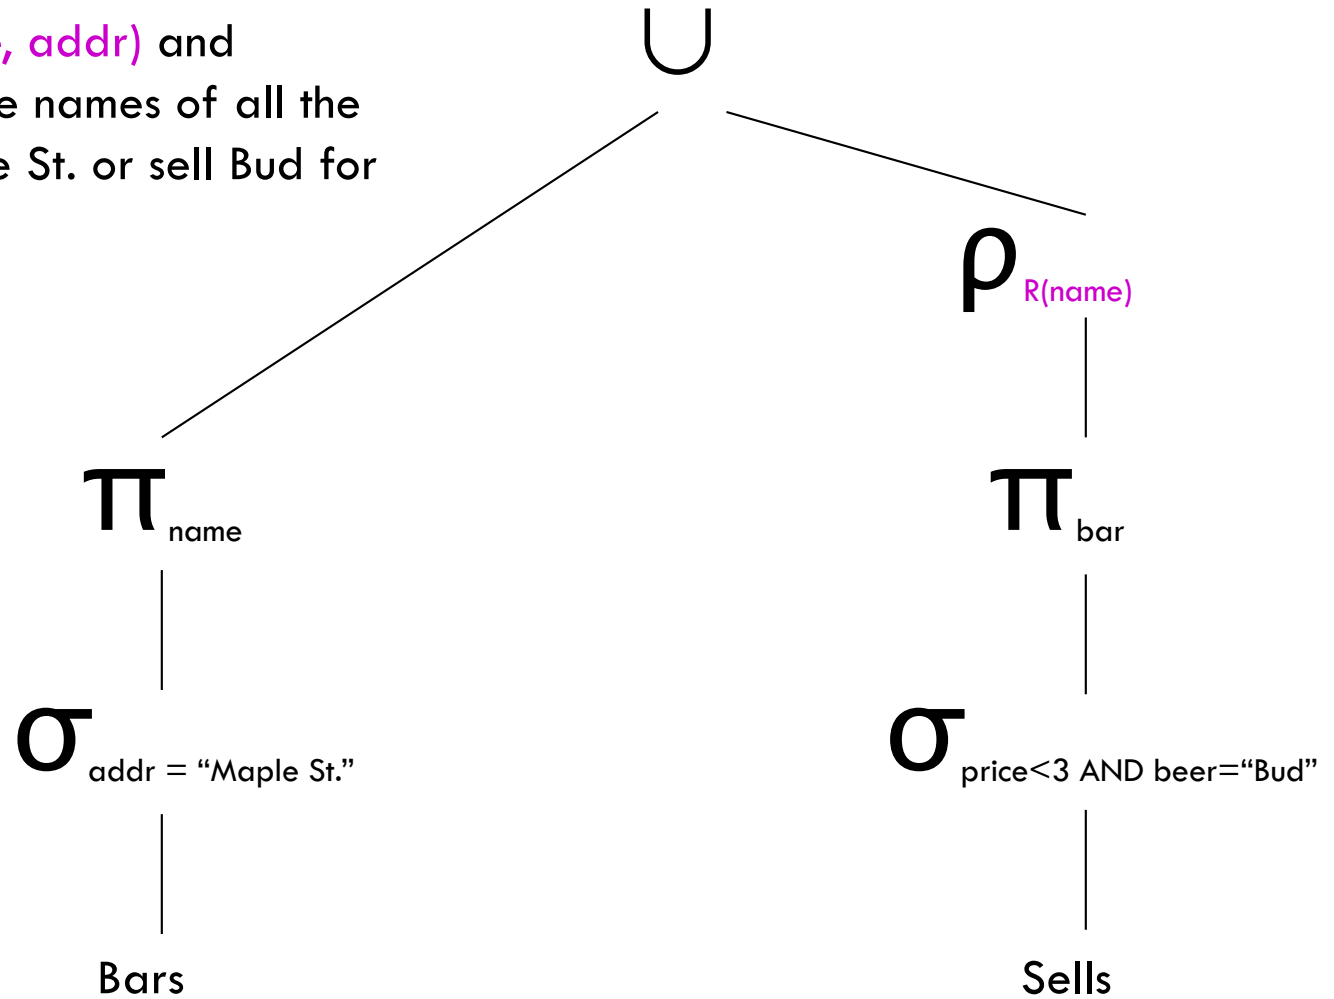 , addr) and
e names of all the
e St. or sell Bud for
∪
ρ R(name)
π name
π bar
σ addr = “Maple St.”
σ price<3 AND beer=“Bud”
Bars
Sells